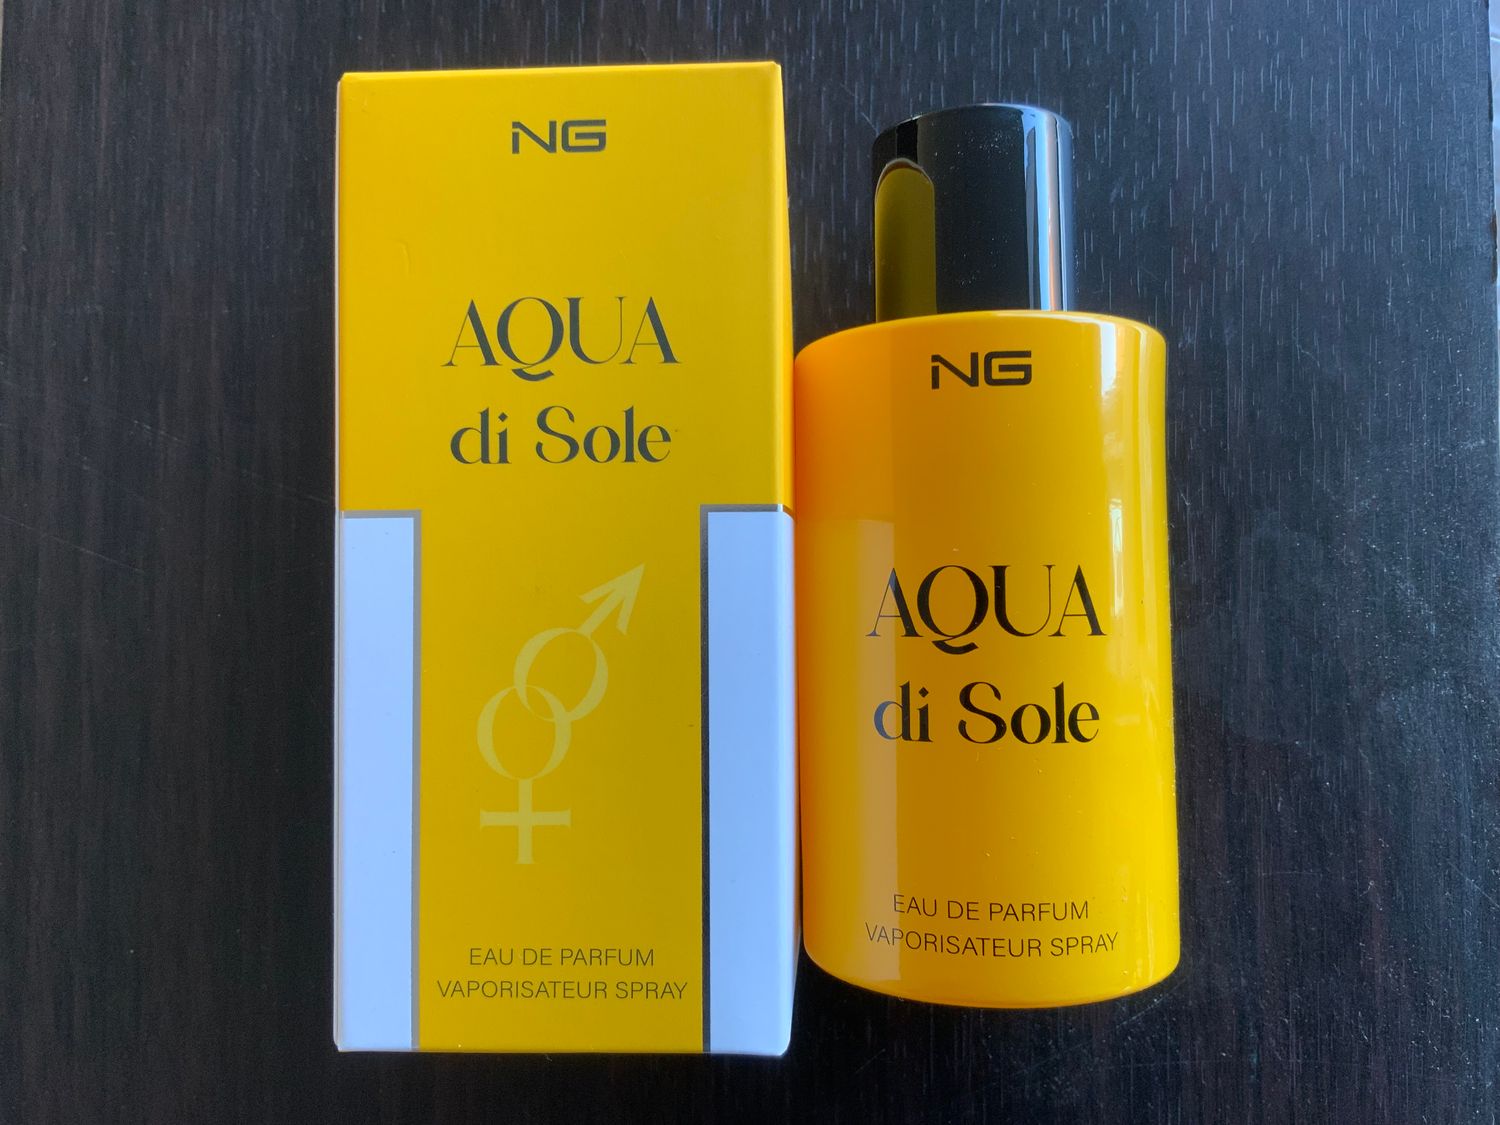 NG
AQUA
di Sole
EAU DE PARFUM
VAPORISATEUR SPRAY
NG
AQUA
di Sole
EAU DE PARFUM
VAPORISATEUR SPRAY